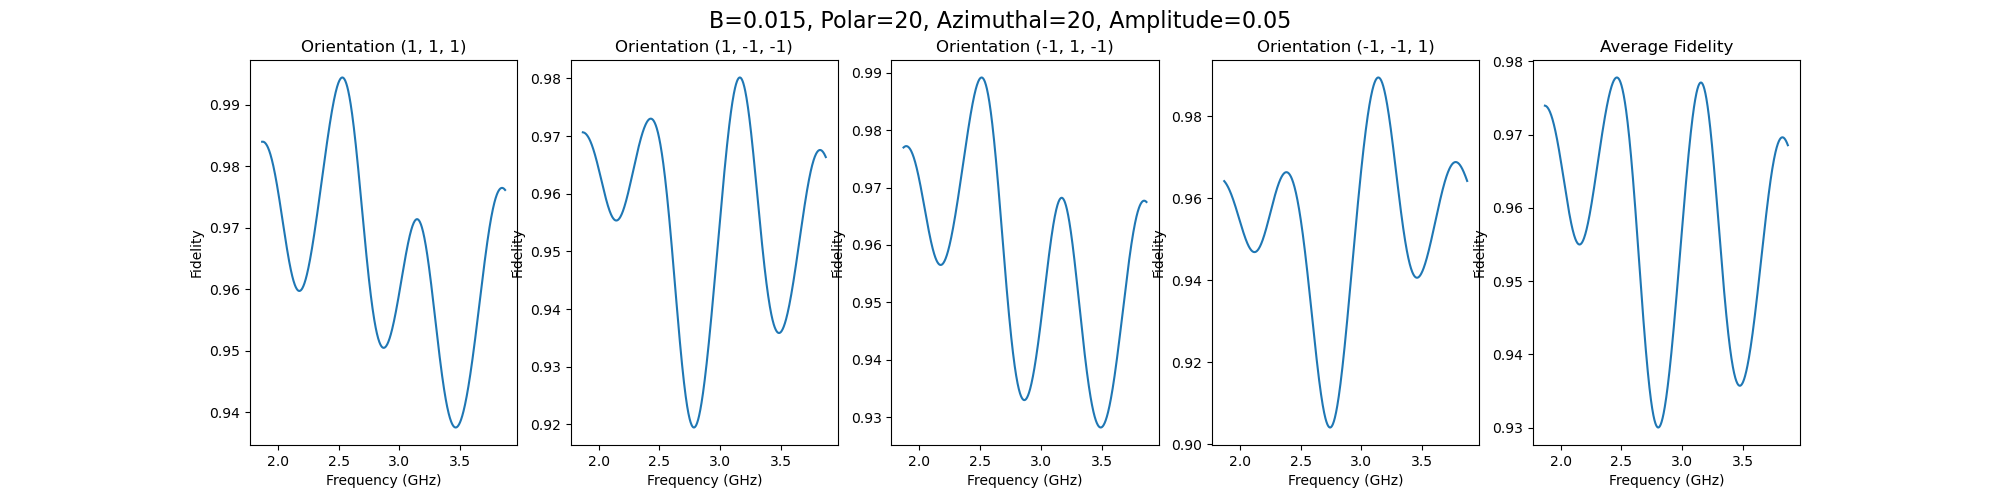 B=0.015, Polar=20, Azimuthal=20, Amplitude=0.05
Orientation (1, 1, 1)
Fidelity
0.99
0.98
0.97
0.96
0.95
0.94
2.0 2.5 3.0 3.5
Frequency (GHz)
Orientation (1, -1, -1)
Fidelity
0.98
0.97
0.96
0.95
0.94
0.93
0.92
2.0 2.5 3.0 3.5
Frequency (GHz)
Orientation (-1, 1, -1)
Fidelity
0.99
0.98
0.97
0.96
0.95
0.94
0.93
2.0 2.5 3.0 3.5
Frequency (GHz)
Orientation (-1, -1, 1)
Fidelity
0.98
0.96
0.94
0.92
0.90
2.0 2.5 3.0 3.5
Frequency (GHz)
Average Fidelity
Fidelity
0.98
0.97
0.96
0.95
0.94
0.93
2.0 2.5 3.0 3.5
Frequency (GHz)